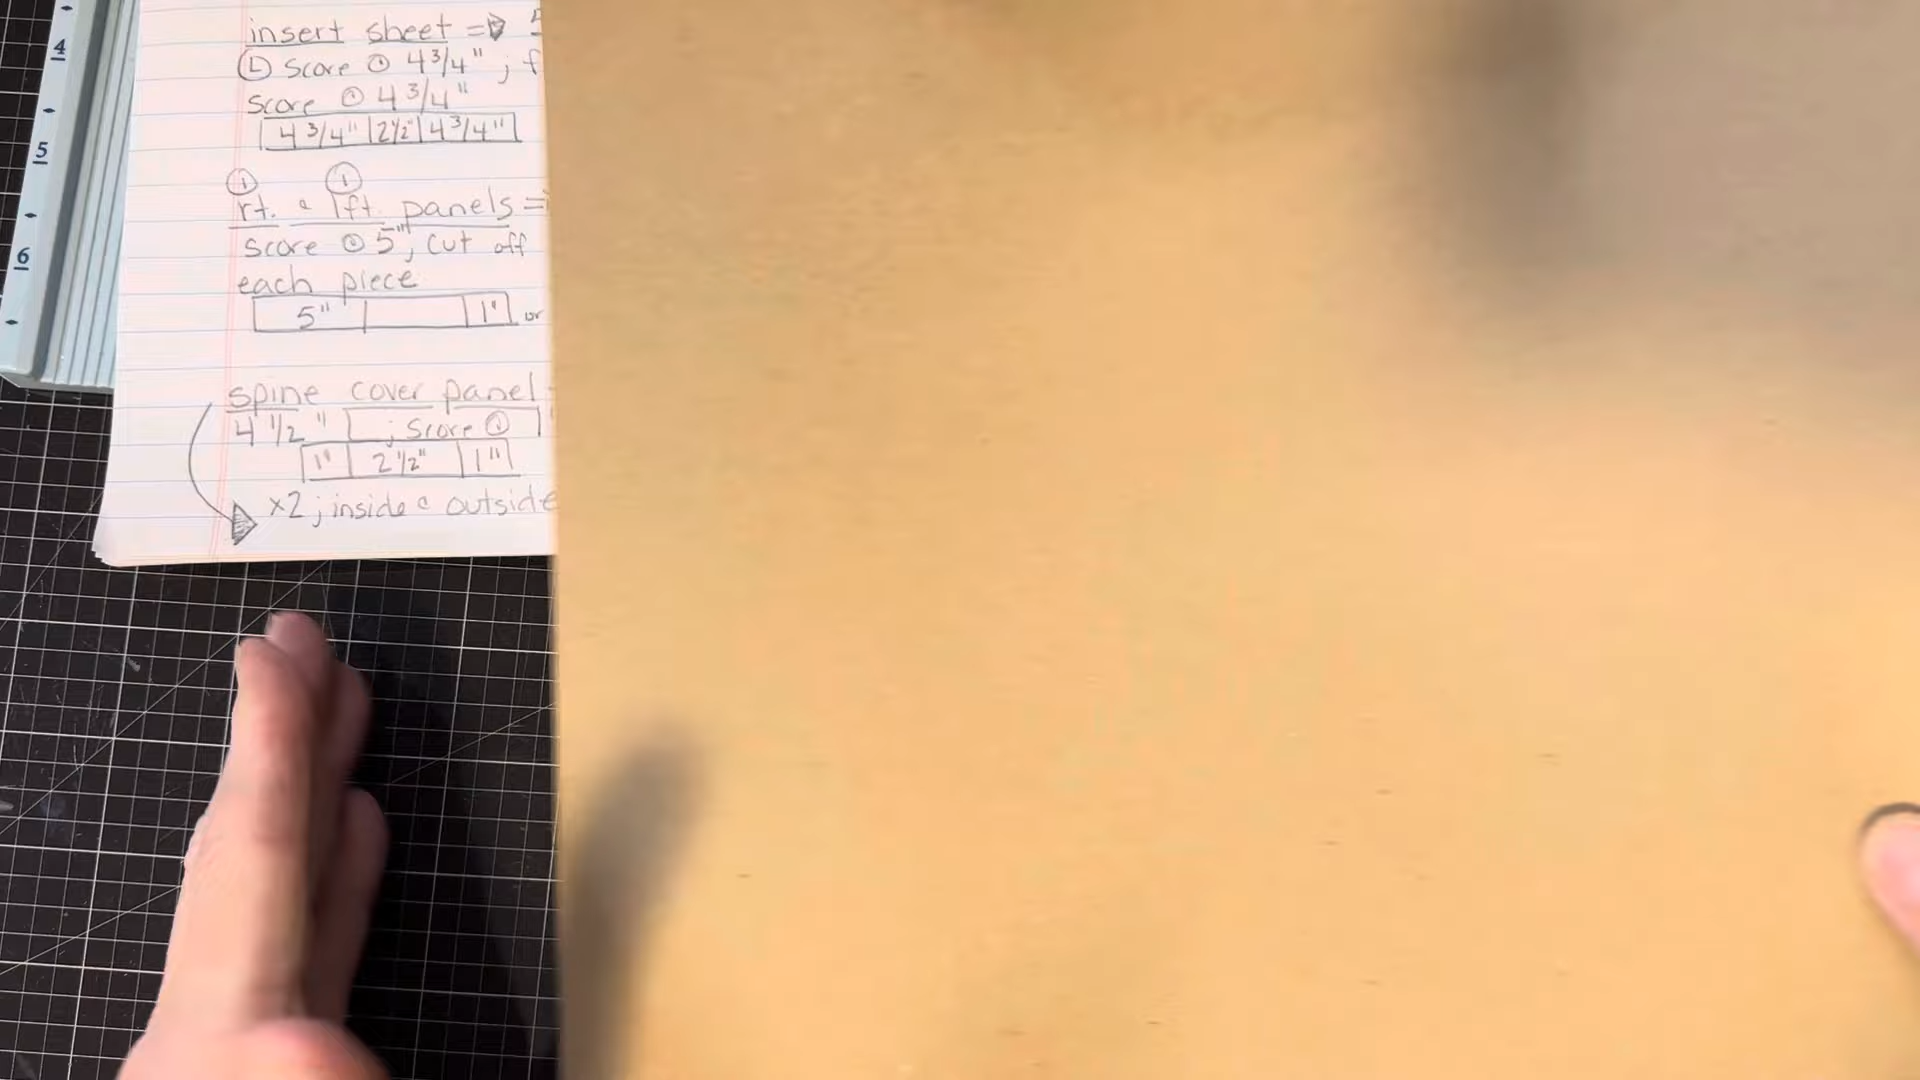 4
5
6
insert sheet =>
L score @ 4 3/4" ; f
score @ 4 3/4"
4 3/4" | 2 1/2" | 4 3/4"
1 1
rt. & lft. panels =
score @ 5", cut off
each piece
5" 1" or
spine cover panel
4 1/2" ; score @
1" 2 1/2" 1"
x2 ; inside & outside